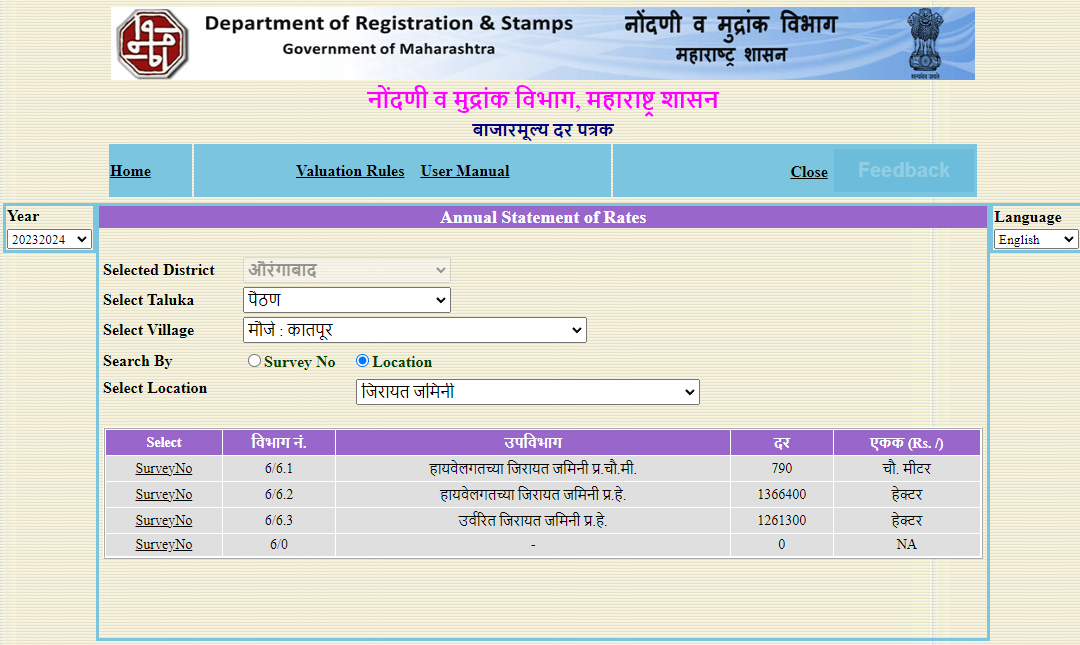 Department of Registration & Stamps
Government of Maharashtra
नोंदणी व मुद्रांक विभाग
महाराष्ट्र शासन
नोंदणी व मुद्रांक विभाग, महाराष्ट्र शासन
बाजारमूल्य दर पत्रक
Home Valuation Rules User Manual Close Feedback
Year Annual Statement of Rates Language
20232024 English
Selected District औरंगाबाद
Select Taluka पैठण
Select Village मौजे : कातपूर
Search By Survey No Location
Select Location जिरायत जमिनी
Select विभाग नं. उपविभाग दर एकक (Rs. /)
SurveyNo 6/6.1 हायवेलगतच्या जिरायत जमिनी प्र.चौ.मी. 790 चौ. मीटर
SurveyNo 6/6.2 हायवेलगतच्या जिरायत जमिनी प्र.हे. 1366400 हेक्टर
SurveyNo 6/6.3 उर्वरित जिरायत जमिनी प्र.हे. 1261300 हेक्टर
SurveyNo 6/0 - 0 NA